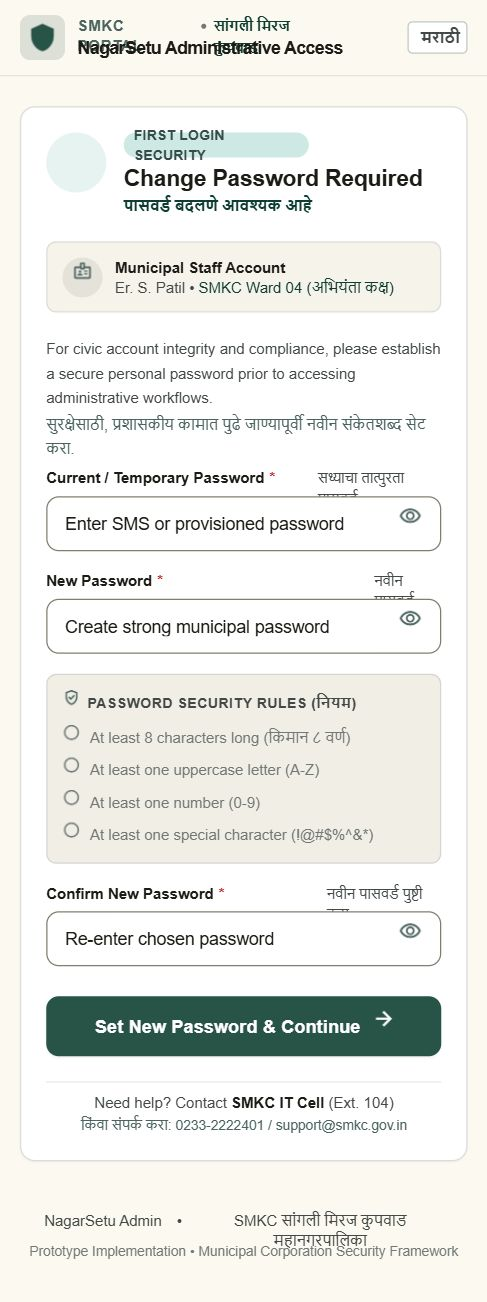 SMKC PORTAL • सांगली मिरज कुपवाड
NagarSetu Administrative Access
मराठी
FIRST LOGIN
SECURITY
Change Password Required
पासवर्ड बदलणे आवश्यक आहे
Municipal Staff Account
Er. S. Patil • SMKC Ward 04 (अभियंता कक्ष)
For civic account integrity and compliance, please establish
a secure personal password prior to accessing
administrative workflows.
सुरक्षेसाठी, प्रशासकीय कामात पुढे जाण्यापूर्वी नवीन संकेतशब्द सेट
करा.
Current / Temporary Password * सध्याचा तात्पुरता पासवर्ड
Enter SMS or provisioned password
New Password * नवीन पासवर्ड
Create strong municipal password
PASSWORD SECURITY RULES (नियम)
At least 8 characters long (किमान ८ वर्ण)
At least one uppercase letter (A-Z)
At least one number (0-9)
At least one special character (!@#$%^&*)
Confirm New Password * नवीन पासवर्ड पुष्टी
Re-enter chosen password
Set New Password & Continue
Need help? Contact SMKC IT Cell (Ext. 104)
किंवा संपर्क करा: 0233-2222401 / support@smkc.gov.in
NagarSetu Admin • SMKC सांगली मिरज कुपवाड
महानगरपालिका
Prototype Implementation • Municipal Corporation Security Framework